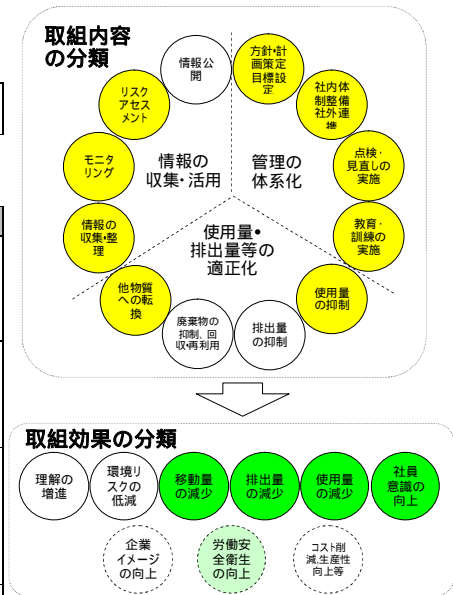 取組内容
の分類
情報公
開
方針・計
画策定
目標設
定
リスク
アセス
メント
社内体
制整備
社外連
携
モニタ
リング
情報の
収集・活用
管理の
体系化
点検・
見直しの
実施
情報の
収集・整
理
使用量・
排出量等の
適正化
教育・
訓練の
実施
他物質
への転
換
使用量
の抑制
廃棄物の
抑制、回
収・再利用
排出量
の抑制
取組効果の分類
理解の
増進
環境リ
スクの
低減
移動量
の減少
排出量
の減少
使用量
の減少
社員
意識の
向上
企業
イメージ
の向上
労働安
全衛生
の向上
コスト削
減、生産性
向上等